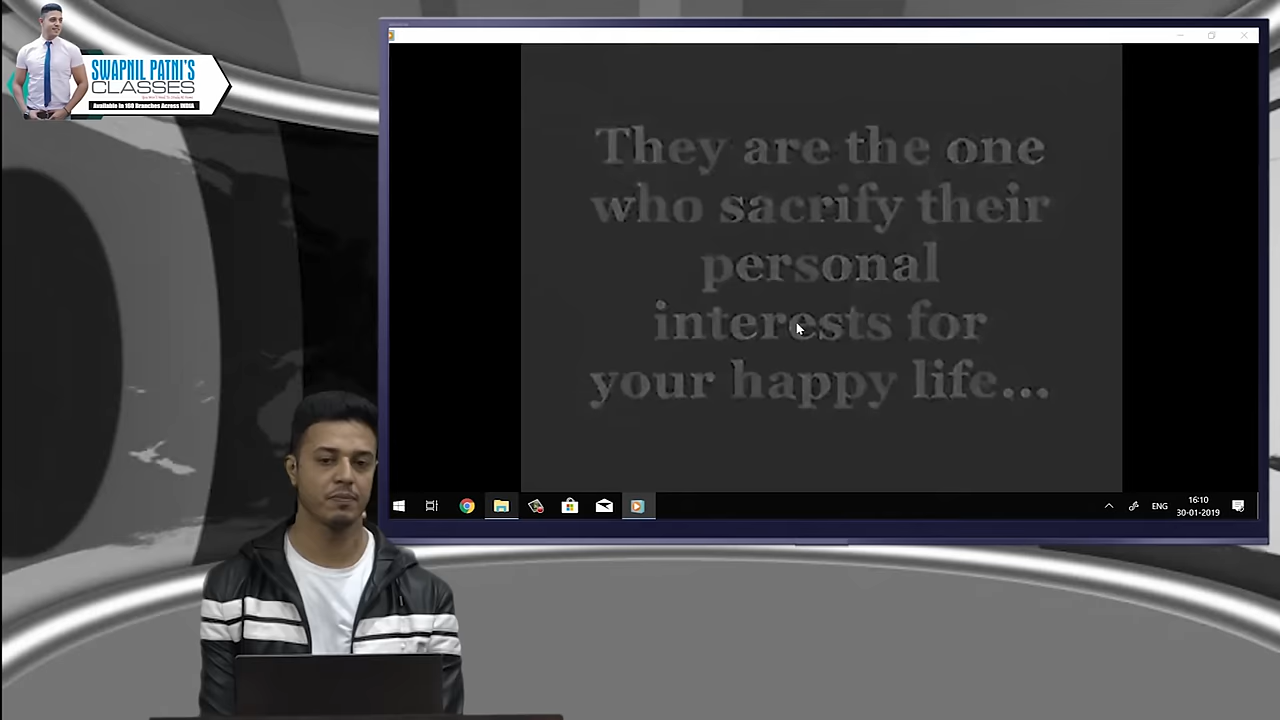 SWAPNIL PATNI'S
CLASSES
Available in 160 Branches Across INDIA
They are the one
who sacrify their
personal
interests for
your happy life...
ENG
16:10
30-01-2019